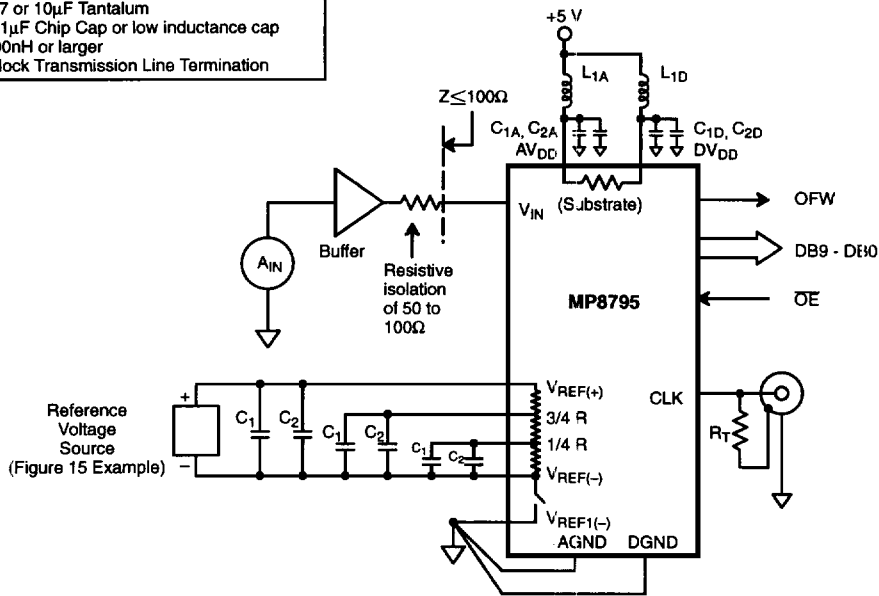 7 or 10µF Tantalum
1µF Chip Cap or low inductance cap
0nH or larger
lock Transmission Line Termination
+5 V
L1A
L1D
Z≤100Ω
C1A, C2A
AVDD
C1D, C2D
DVDD
(Substrate)
VIN
Buffer
AIN
Resistive
isolation
of 50 to
100Ω
MP8795
OFW
DB9 - DB0
OE
CLK
RT
Reference
Voltage
Source
(Figure 15 Example)
+
–
C1
C2
C1
C2
C1
C2
VREF(+)
3/4 R
1/4 R
VREF(–)
VREF1(–)
AGND
DGND